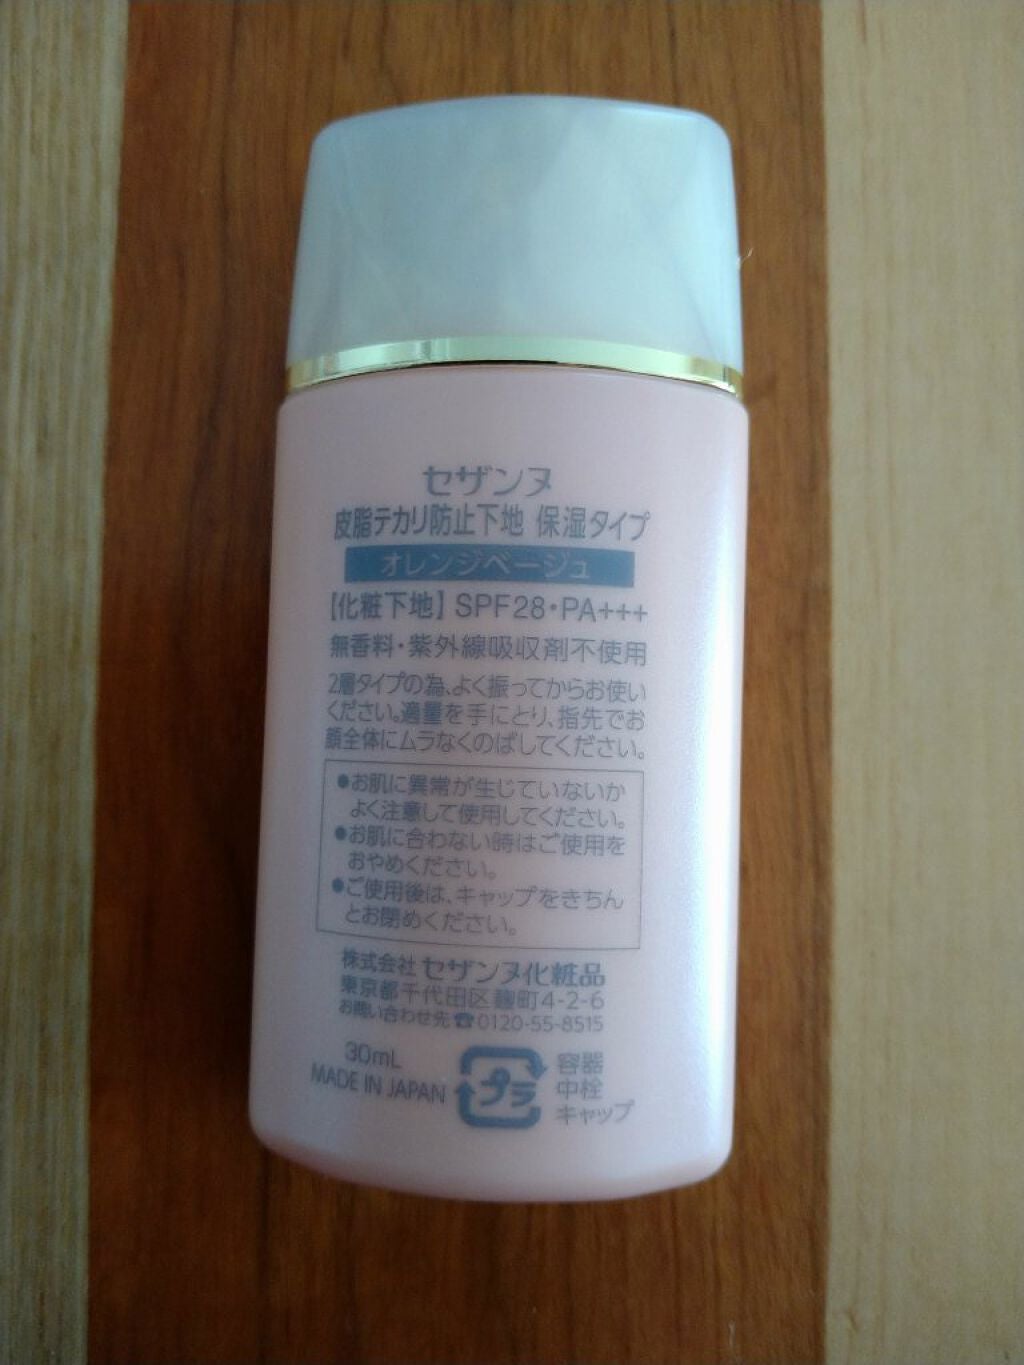 セザンヌ
皮脂テカリ防止下地 保湿タイプ
オレンジベージュ
【化粧下地】SPF28・PA+++
無香料・紫外線吸収剤不使用
2層タイプの為、よく振ってからお使い
ください。適量を手にとり、指先でお
顔全体にムラなくのばしてください。
●お肌に異常が生じていないか
よく注意して使用してください。
●お肌に合わない時はご使用を
おやめください。
●ご使用後は、キャップをきちん
とお閉めください。
株式会社 セザンヌ化粧品
東京都千代田区麹町4-2-6
お問い合わせ先☎0120-55-8515
30mL
MADE IN JAPAN
プラ
容器
中栓
キャップ